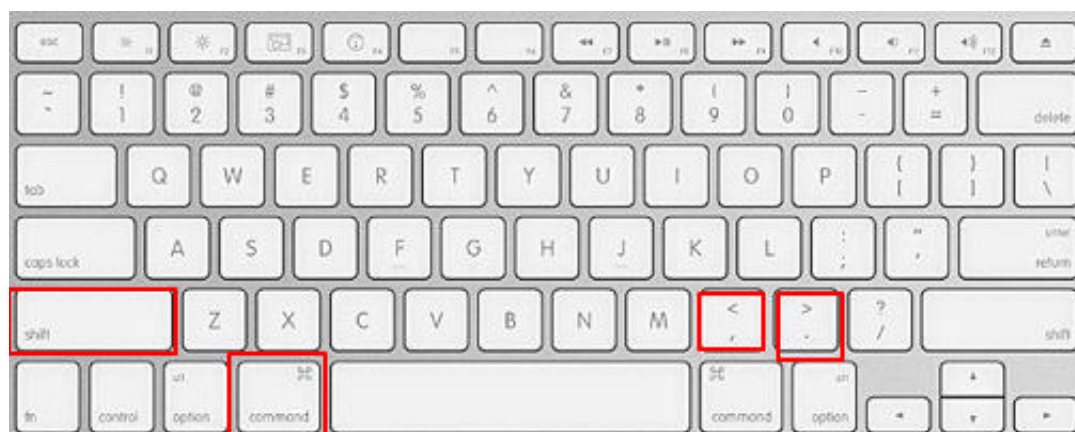 esc F1 F2 F3 F4 F5 F6 F7 F8 F9 F10 F12
~ ! @ # $ % ^ & * ( ) - +
` 1 2 3 4 5 6 7 8 9 0 - = delete
tab Q W E R T Y U I O P { [ } ] | \
caps lock A S D F G H J K L : ; " ' enter return
shift Z X C V B N M < , > . ? / shift
fn control alt option ⌘ command ⌘ command alt option